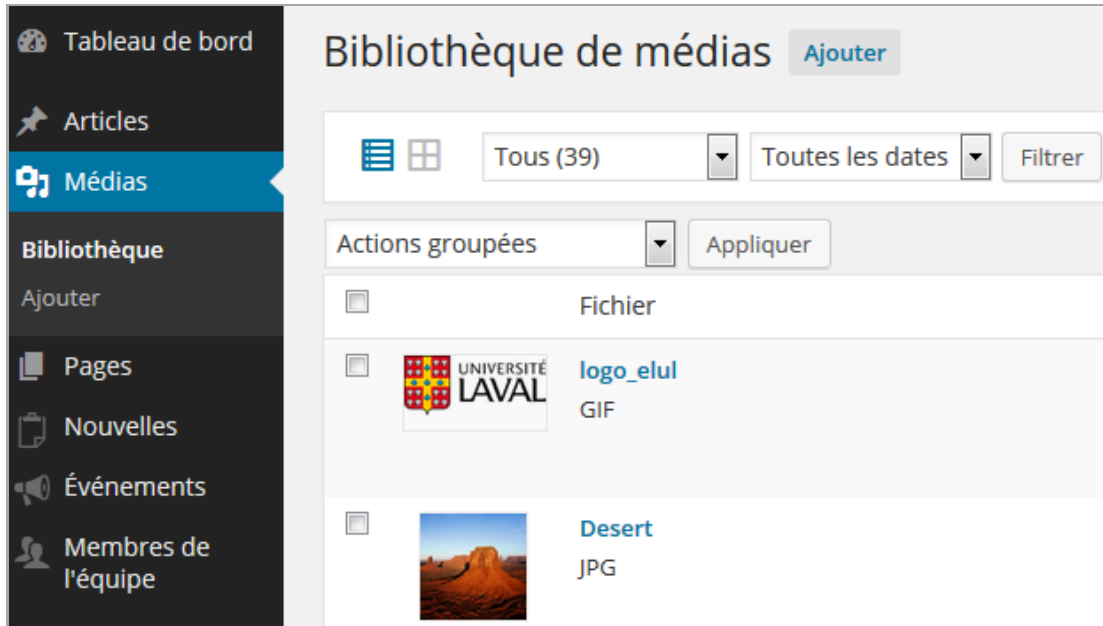 Tableau de bord
Articles
Médias
Bibliothèque
Ajouter
Pages
Nouvelles
Événements
Membres de
l'équipe
Bibliothèque de médias Ajouter
Tous (39) Toutes les dates Filtrer
Actions groupées Appliquer
Fichier
UNIVERSITÉ
LAVAL
logo_elul
GIF
Desert
JPG